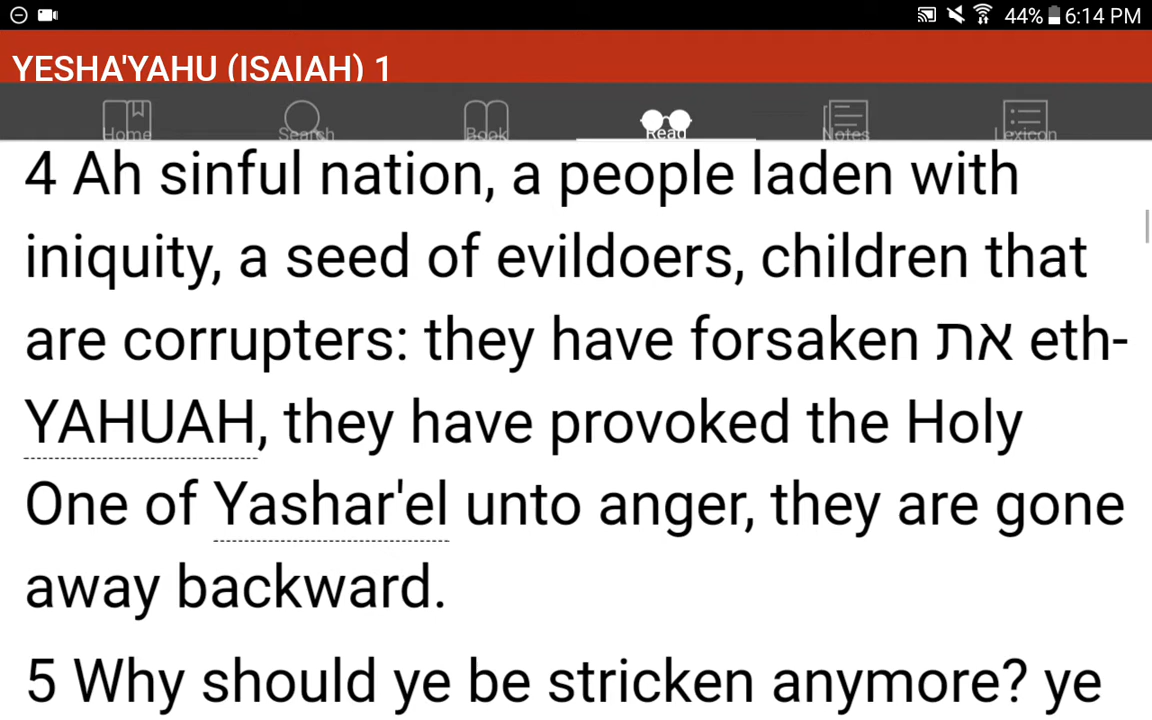 44% 6:14 PM
YESHA'YAHU (ISAIAH) 1
Home Search Book Read Notes Lexicon
4 Ah sinful nation, a people laden with
iniquity, a seed of evildoers, children that
are corrupters: they have forsaken את eth-
YAHUAH, they have provoked the Holy
One of Yashar'el unto anger, they are gone
away backward.
5 Why should ye be stricken anymore? ye